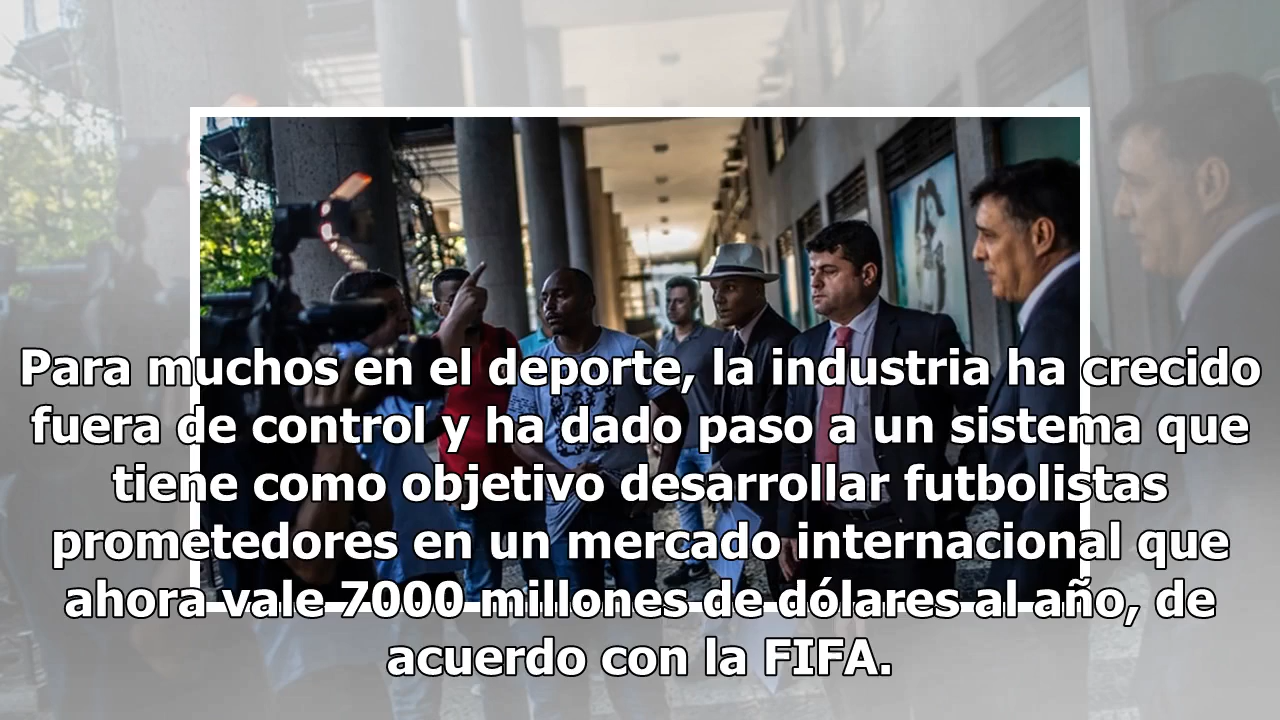 Para muchos en el deporte, la industria ha crecido
fuera de control y ha dado paso a un sistema que
tiene como objetivo desarrollar futbolistas
prometedores en un mercado internacional que
ahora vale 7000 millones de dólares al año, de
acuerdo con la FIFA.